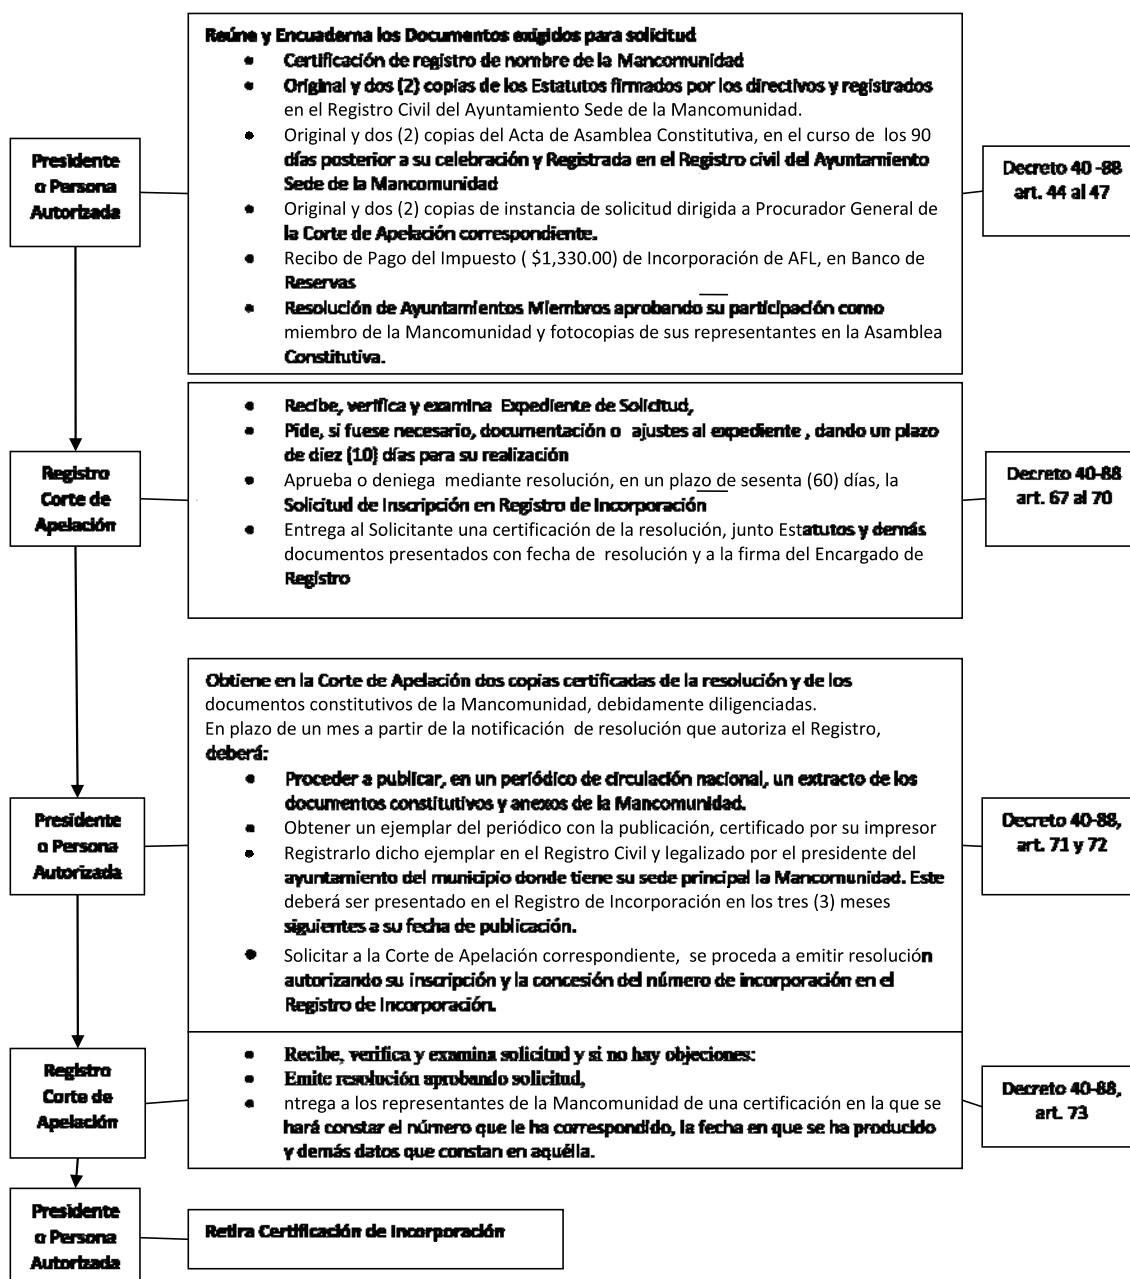 Reúne y Encuaderna los Documentos exigidos para solicitud
Certificación de registro de nombre de la Mancomunidad
Original y dos (2) copias de los Estatutos firmados por los directivos y registrados
en el Registro Civil del Ayuntamiento Sede de la Mancomunidad.
Original y dos (2) copias del Acta de Asamblea Constitutiva, en el curso de los 90
días posterior a su celebración y Registrada en el Registro civil del Ayuntamiento
Sede de la Mancomunidad
Original y dos (2) copias de instancia de solicitud dirigida a Procurador General de
la Corte de Apelación correspondiente.
Recibo de Pago del Impuesto ( $1,330.00) de Incorporación de AFL, en Banco de
Reservas
Resolución de Ayuntamientos Miembros aprobando su participación como
miembro de la Mancomunidad y fotocopias de sus representantes en la Asamblea
Constitutiva.
Presidente
o Persona
Autorizada
Decreto 40 -88
art. 44 al 47
Recibe, verifica y examina Expediente de Solicitud,
Pide, si fuese necesario, documentación o ajustes al expediente , dando un plazo
de diez (10) días para su realización
Aprueba o deniega mediante resolución, en un plazo de sesenta (60) días, la
Solicitud de Inscripción en Registro de Incorporación
Entrega al Solicitante una certificación de la resolución, junto Estatutos y demás
documentos presentados con fecha de resolución y a la firma del Encargado de
Registro
Registro
Corte de
Apelación
Decreto 40-88
art. 67 al 70
Obtiene en la Corte de Apelación dos copias certificadas de la resolución y de los
documentos constitutivos de la Mancomunidad, debidamente diligenciadas.
En plazo de un mes a partir de la notificación de resolución que autoriza el Registro,
deberá:
Proceder a publicar, en un periódico de circulación nacional, un extracto de los
documentos constitutivos y anexos de la Mancomunidad.
Obtener un ejemplar del periódico con la publicación, certificado por su impresor
Registrarlo dicho ejemplar en el Registro Civil y legalizado por el presidente del
ayuntamiento del municipio donde tiene su sede principal la Mancomunidad. Este
deberá ser presentado en el Registro de Incorporación en los tres (3) meses
siguientes a su fecha de publicación.
Solicitar a la Corte de Apelación correspondiente, se proceda a emitir resolución
autorizando su inscripción y la concesión del número de incorporación en el
Registro de Incorporación.
Presidente
o Persona
Autorizada
Decreto 40-88,
art. 71 y 72
Recibe, verifica y examina solicitud y si no hay objeciones:
Emite resolución aprobando solicitud,
ntrega a los representantes de la Mancomunidad de una certificación en la que se
hará constar el número que le ha correspondido, la fecha en que se ha producido
y demás datos que constan en aquélla.
Registro
Corte de
Apelación
Decreto 40-88,
art. 73
Presidente
o Persona
Autorizada
Retira Certificación de Incorporación